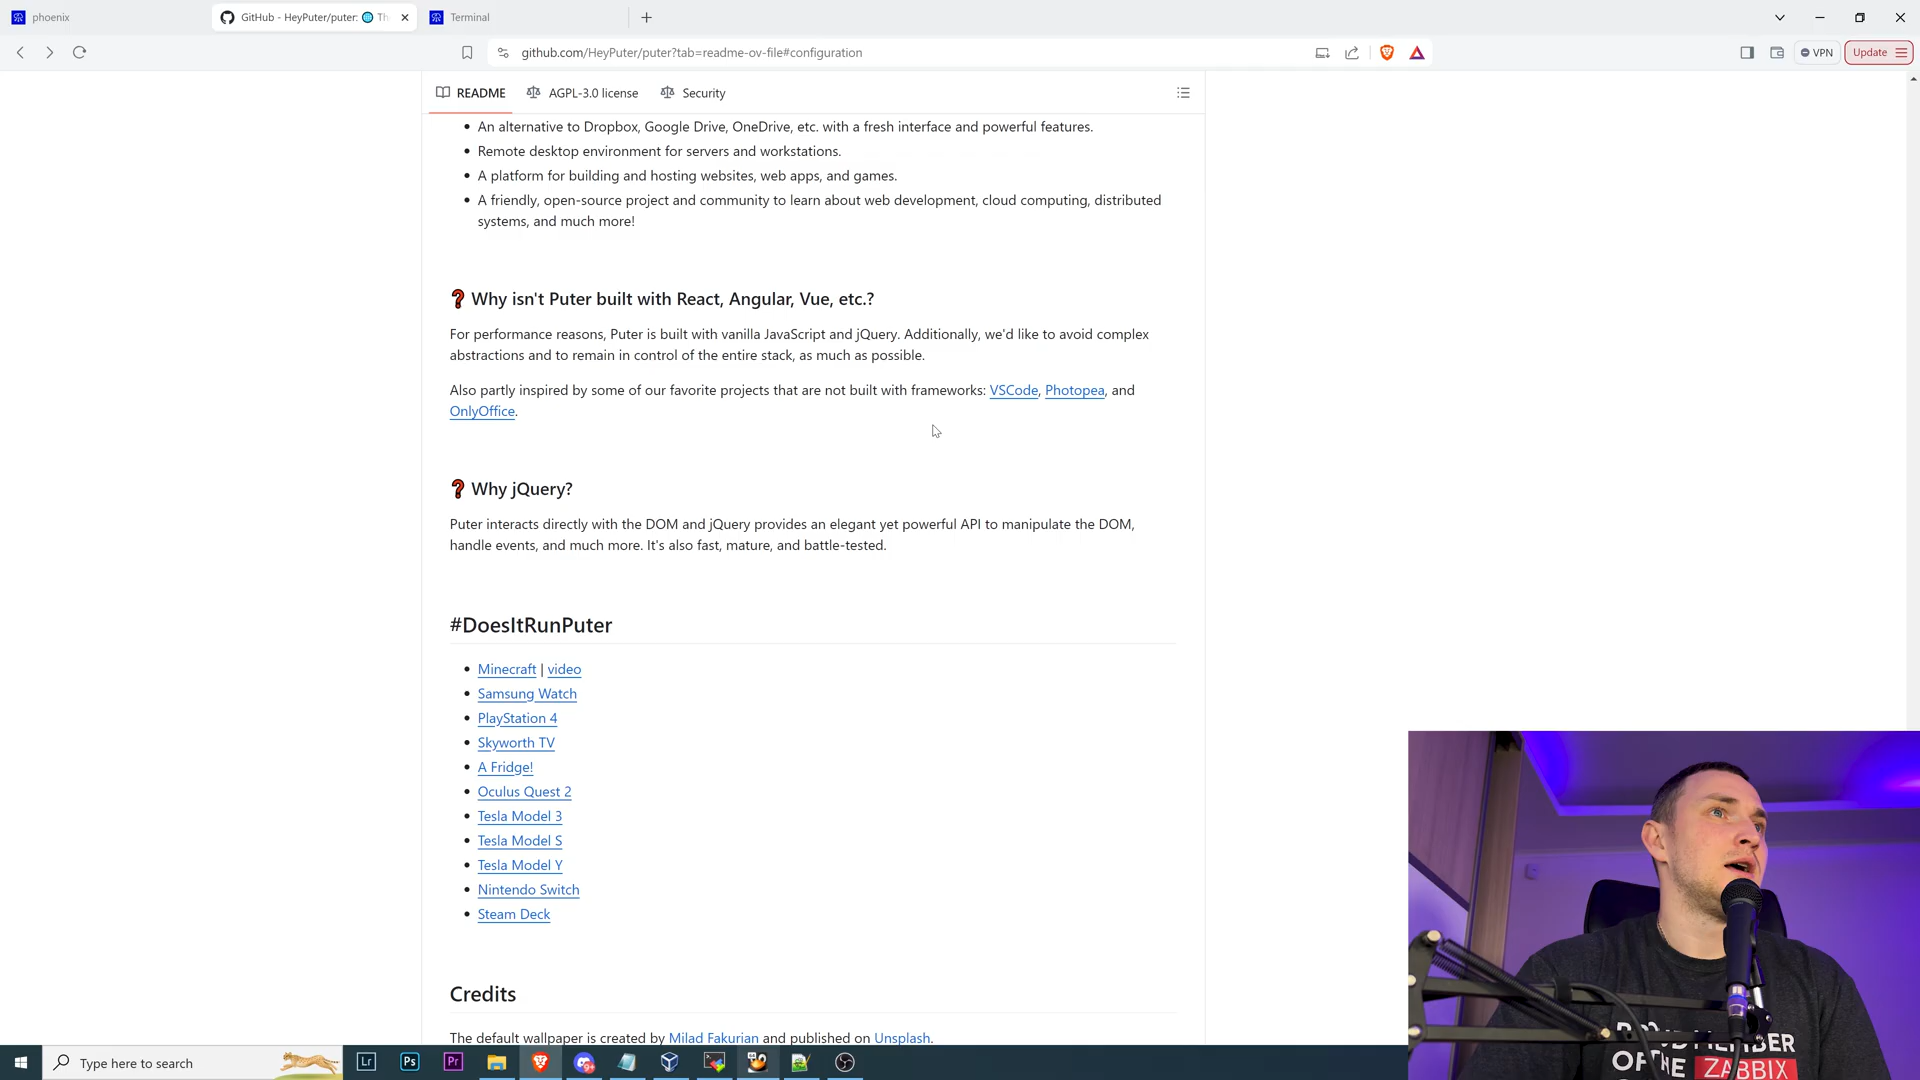 phoenix
GitHub - HeyPuter/puter: 🌐 Th
Terminal
github.com/HeyPuter/puter?tab=readme-ov-file#configuration
VPN
Update
README
AGPL-3.0 license
Security
• An alternative to Dropbox, Google Drive, OneDrive, etc. with a fresh interface and powerful features.
• Remote desktop environment for servers and workstations.
• A platform for building and hosting websites, web apps, and games.
• A friendly, open-source project and community to learn about web development, cloud computing, distributed
systems, and much more!
❓ Why isn't Puter built with React, Angular, Vue, etc.?
For performance reasons, Puter is built with vanilla JavaScript and jQuery. Additionally, we'd like to avoid complex
abstractions and to remain in control of the entire stack, as much as possible.
Also partly inspired by some of our favorite projects that are not built with frameworks: VSCode, Photopea, and
OnlyOffice.
❓ Why jQuery?
Puter interacts directly with the DOM and jQuery provides an elegant yet powerful API to manipulate the DOM,
handle events, and much more. It's also fast, mature, and battle-tested.
#DoesItRunPuter
• Minecraft | video
• Samsung Watch
• PlayStation 4
• Skyworth TV
• A Fridge!
• Oculus Quest 2
• Tesla Model 3
• Tesla Model S
• Tesla Model Y
• Nintendo Switch
• Steam Deck
Credits
The default wallpaper is created by Milad Fakurian and published on Unsplash.
Type here to search
Lr
Ps
Pr
MEMBER
OF THE
ZABBIX